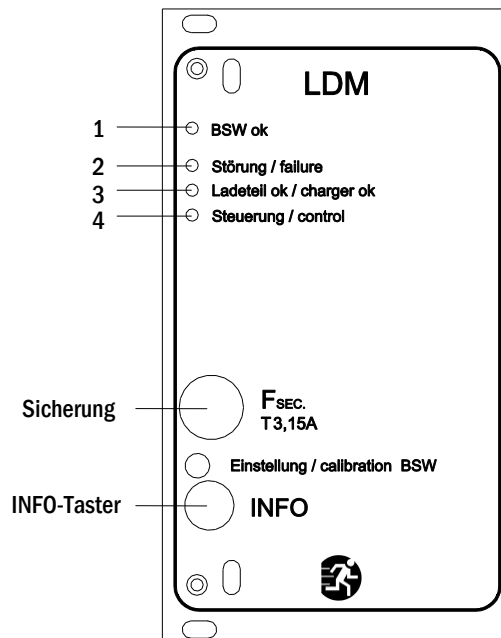 LDM
1 BSW ok
2 Störung / failure
3 Ladeteil ok / charger ok
4 Steuerung / control
Sicherung FSEC.
T3,15A
Einstellung / calibration BSW
INFO-Taster INFO